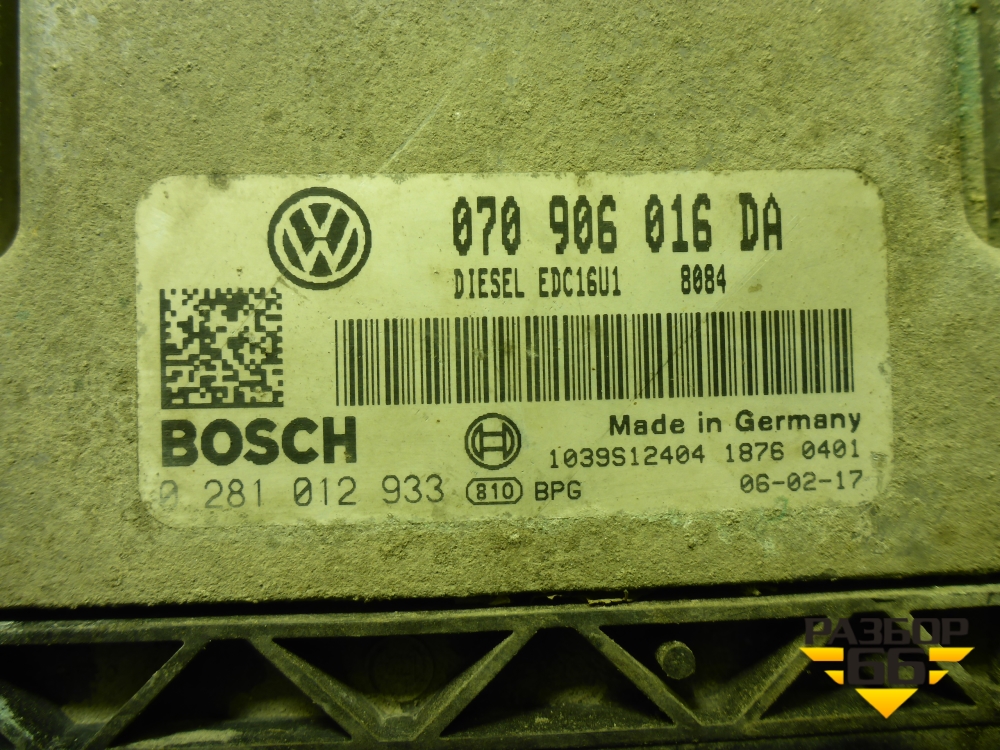 070 906 016 DA
DIESEL EDC16U1 8084
BOSCH
Made in Germany
1039S12404 1876 0401
0 281 012 933 810 BPG
06-02-17
РАЗБОР
66